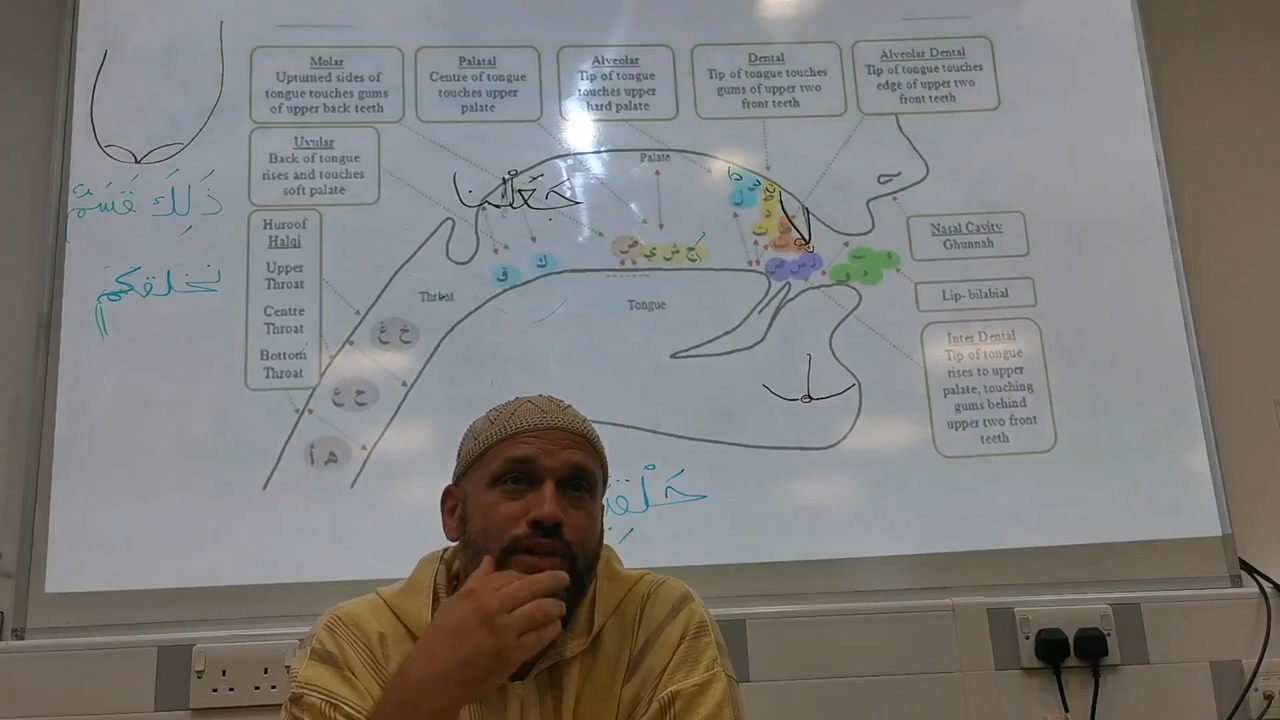 Molar
Upturned sides of
tongue touches gums
of upper back teeth
Palatal
Centre of tongue
touches upper
palate
Alveolar
Tip of tongue
touches upper
hard palate
Dental
Tip of tongue touches
gums of upper two
front teeth
Alveolar Dental
Tip of tongue touches
edge of upper two
front teeth
Uvular
Back of tongue
rises and touches
soft palate
Huroof
Halqi
Upper
Throat
Centre
Throat
Bottom
Throat
Palate
Throat
Tongue
Nasal Cavity
Ghunnah
Lip- bilabial
Inter Dental
Tip of tongue
rises to upper
palate, touching
gums behind
upper two front
teeth
ذَلِكَ قَسَمٌ
نخلقكم
جَعَلْنا
ق
ك
ض ي ش ج
خ غ
ح ع
ه ا